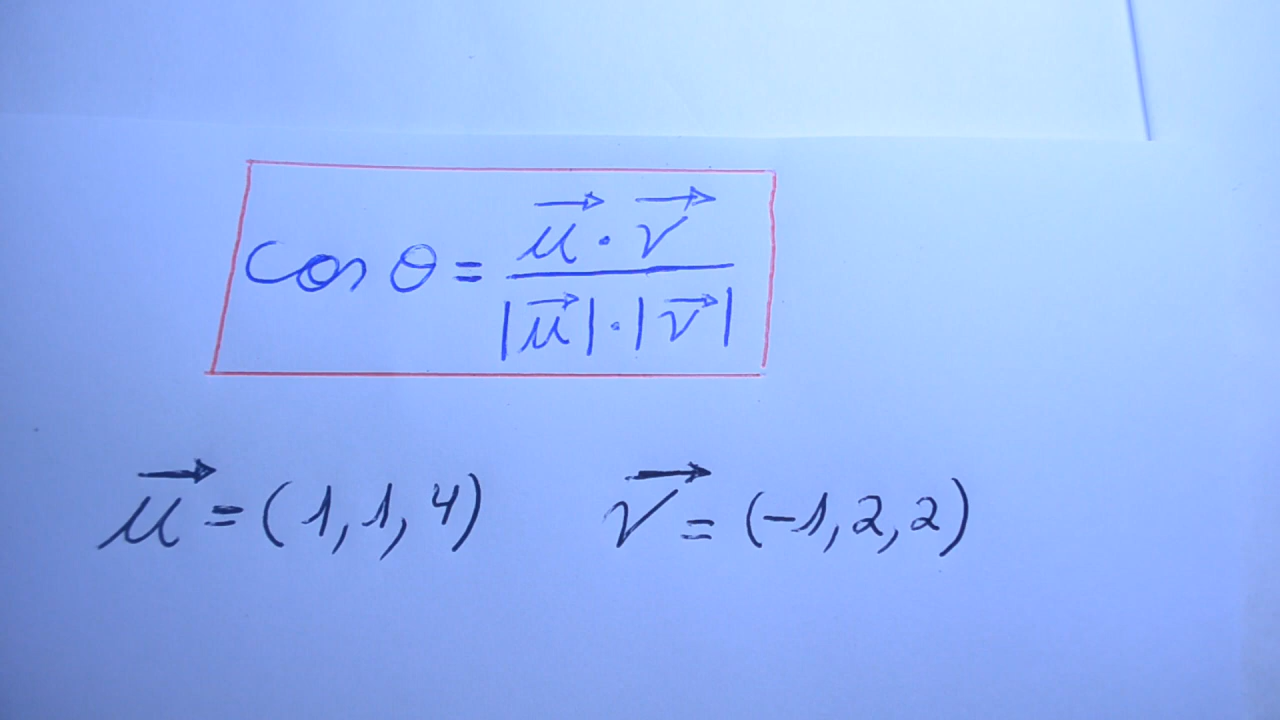 cos θ = u⃗ · v⃗ / |u⃗| · |v⃗|
u⃗ = (1, 1, 4) v⃗ = (-1, 2, 2)